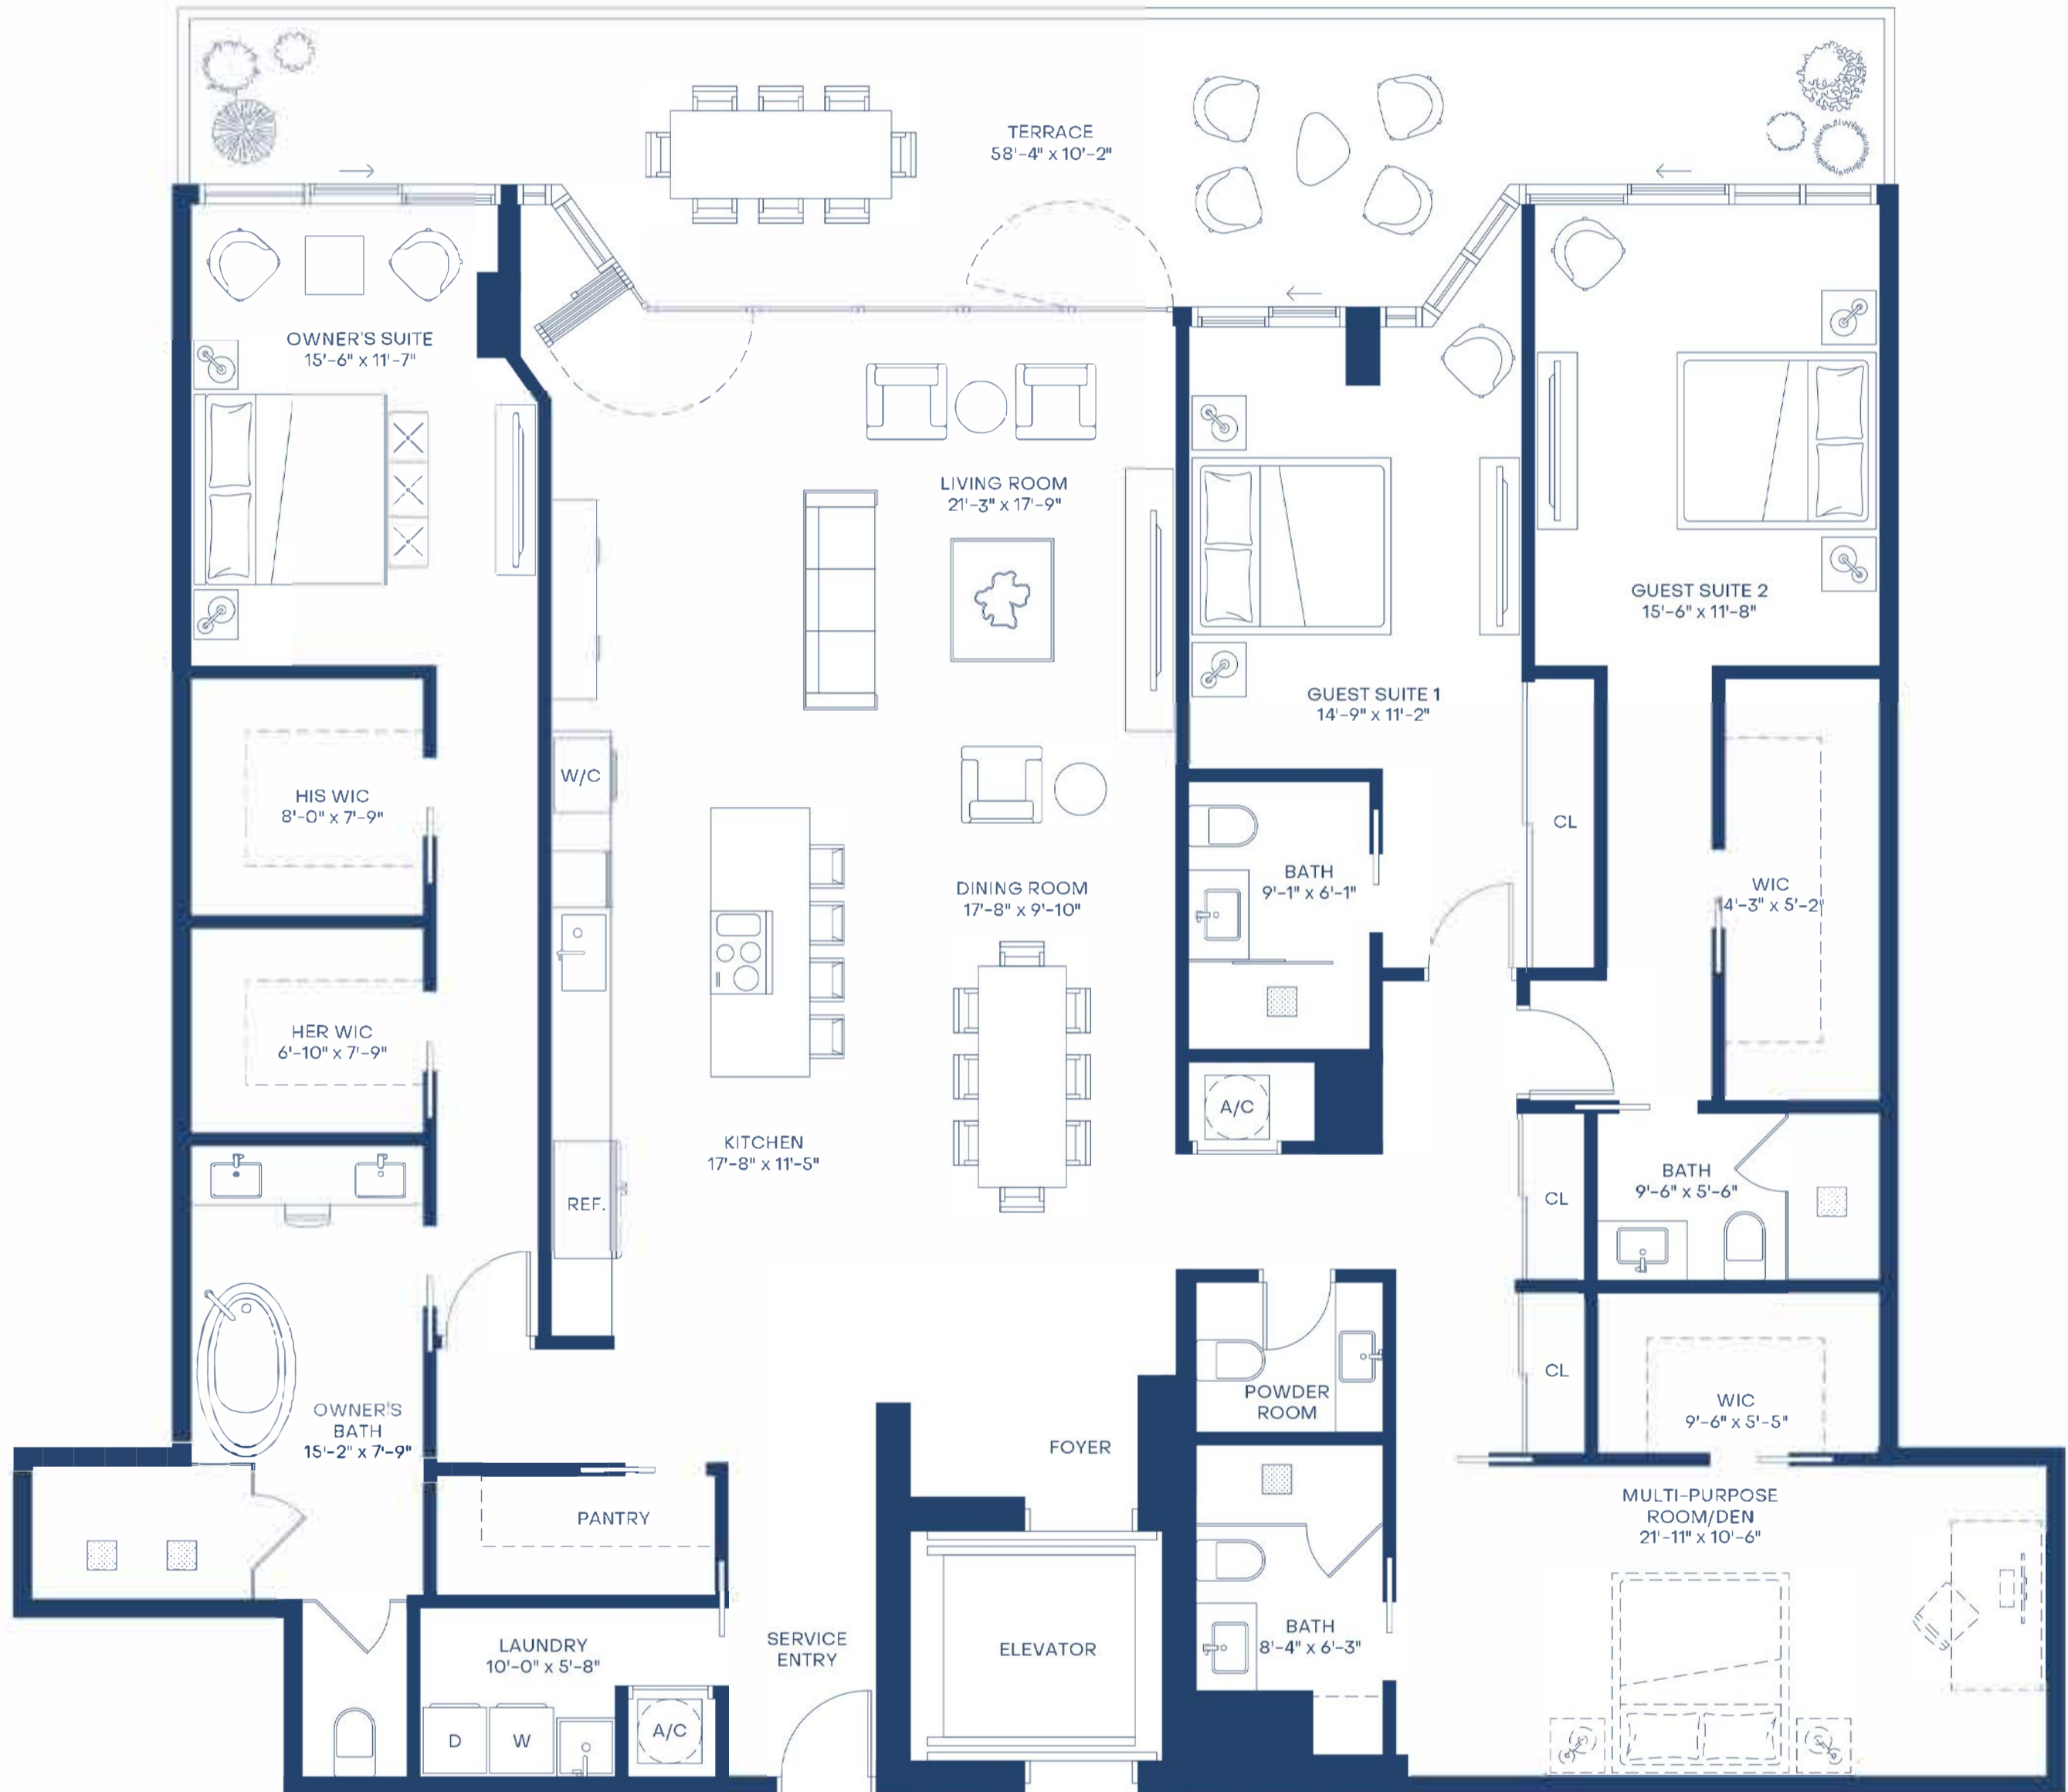 TERRACE
58'-4" x 10'-2"
OWNER'S SUITE
15'-6" x 11'-7"
LIVING ROOM
21'-3" x 17'-9"
GUEST SUITE 2
15'-6" x 11'-8"
GUEST SUITE 1
14'-9" x 11'-2"
W/C
HIS WIC
8'-0" x 7'-9"
CL
BATH
9'-1" x 6'-1"
DINING ROOM
17'-8" x 9'-10"
WIC
14'-3" x 5'-2"
HER WIC
6'-10" x 7'-9"
A/C
KITCHEN
17'-8" x 11'-5"
BATH
9'-6" x 5'-6"
CL
REF.
CL
POWDER
ROOM
WIC
9'-6" x 5'-5"
OWNER'S
BATH
15'-2" x 7'-9"
FOYER
MULTI-PURPOSE
ROOM/DEN
21'-11" x 10'-6"
PANTRY
BATH
8'-4" x 6'-3"
SERVICE
ENTRY
LAUNDRY
10'-0" x 5'-8"
ELEVATOR
D
W
A/C